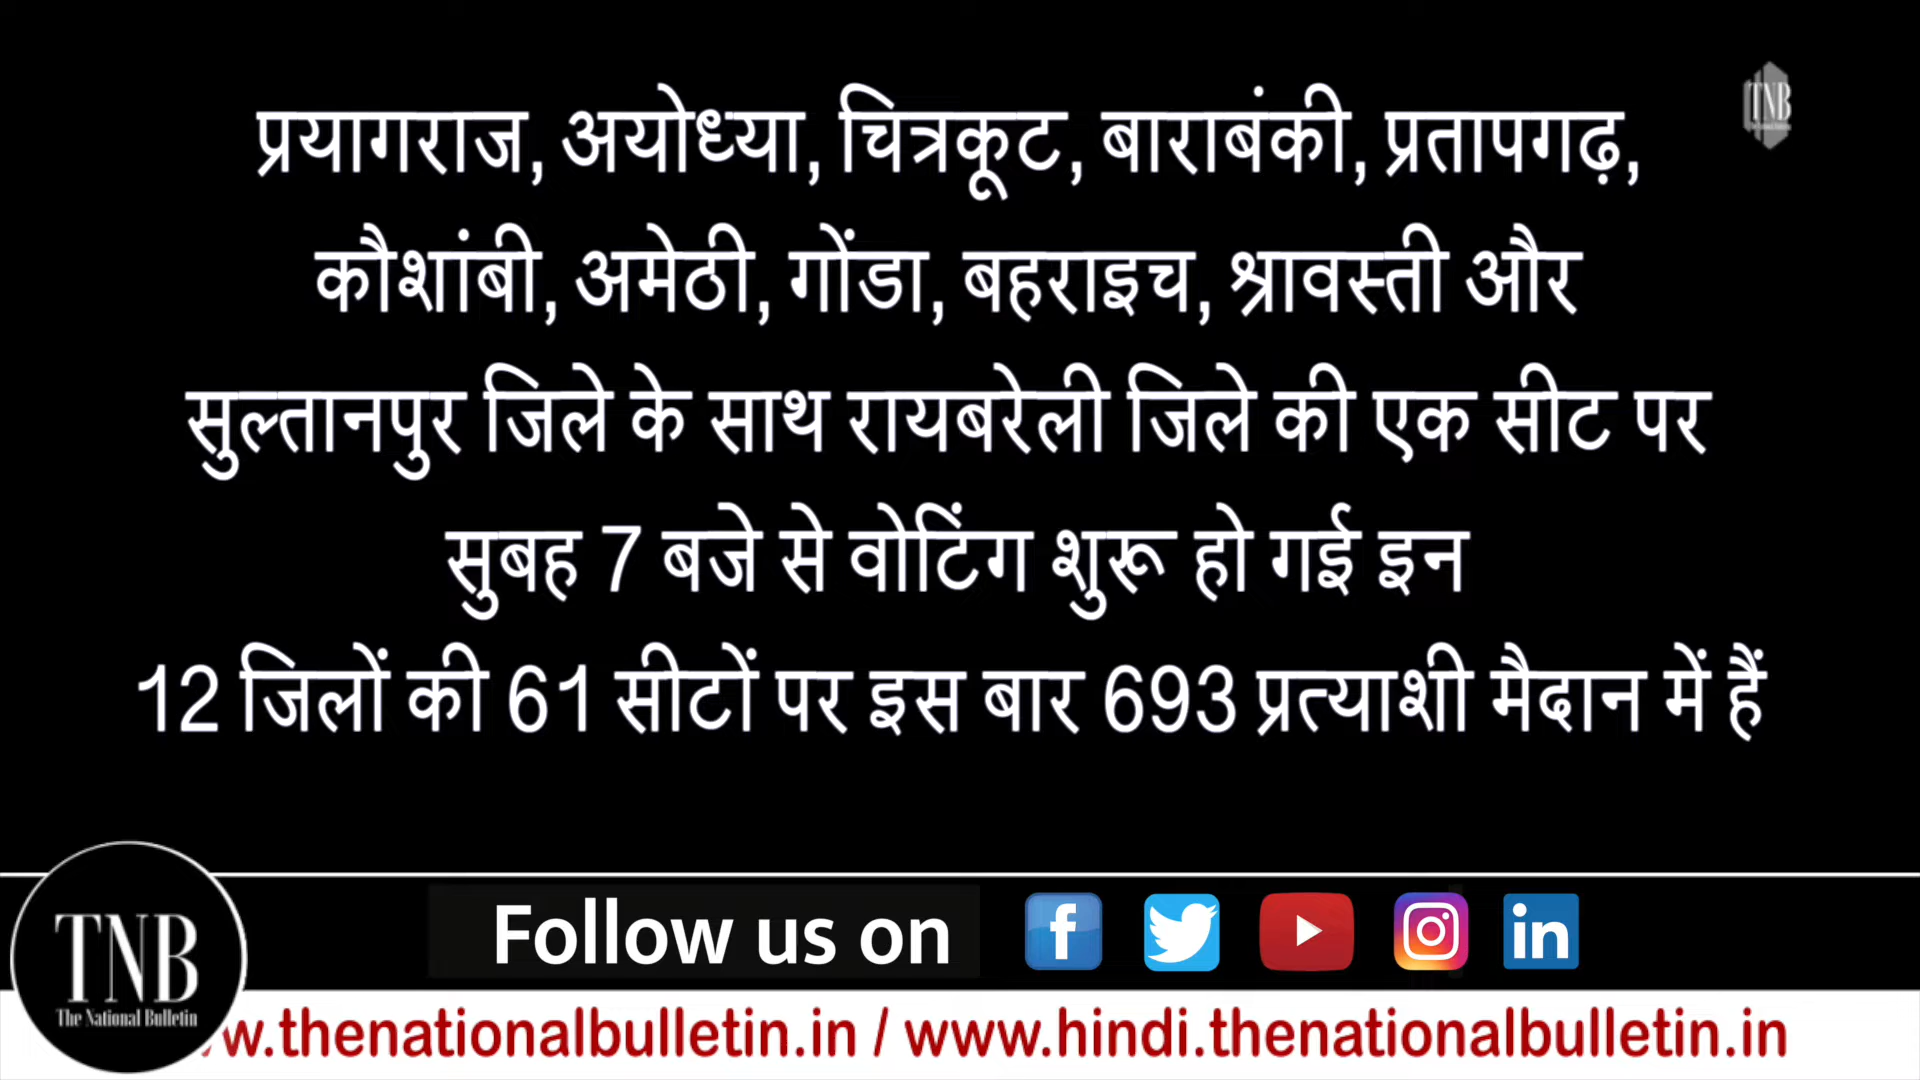 TNB
प्रयागराज, अयोध्या, चित्रकूट, बाराबंकी, प्रतापगढ़,
कौशांबी, अमेठी, गोंडा, बहराइच, श्रावस्ती और
सुल्तानपुर जिले के साथ रायबरेली जिले की एक सीट पर
सुबह 7 बजे से वोटिंग शुरू हो गई इन
12 जिलों की 61 सीटों पर इस बार 693 प्रत्याशी मैदान में हैं
Follow us on
TNB
The National Bulletin
w.thenationalbulletin.in / www.hindi.thenationalbulletin.in